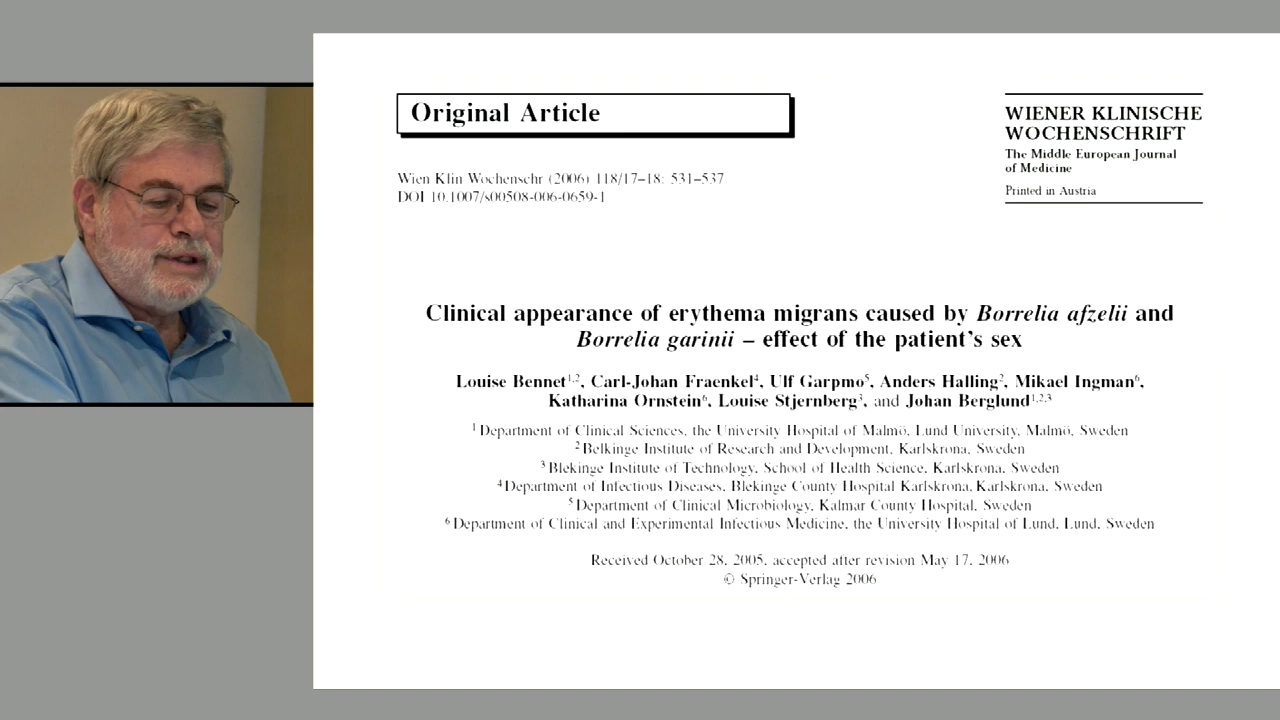 Original Article
WIENER KLINISCHE
WOCHENSCHRIFT
The Middle European Journal
of Medicine
Printed in Austria
Wien Klin Wochenschr (2006) 118/17–18: 531–537
DOI 10.1007/s00508-006-0659-1
Clinical appearance of erythema migrans caused by Borrelia afzelii and
Borrelia garinii – effect of the patient's sex
Louise Bennet1,2, Carl-Johan Fraenkel4, Ulf Garpmo5, Anders Halling2, Mikael Ingman6,
Katharina Ornstein6, Louise Stjernberg3, and Johan Berglund1,2,3
1 Department of Clinical Sciences, the University Hospital of Malmö, Lund University, Malmö, Sweden
2 Belkinge Institute of Research and Development, Karlskrona, Sweden
3 Blekinge Institute of Technology, School of Health Science, Karlskrona, Sweden
4 Department of Infectious Diseases, Blekinge County Hospital Karlskrona, Karlskrona, Sweden
5 Department of Clinical Microbiology, Kalmar County Hospital, Sweden
6 Department of Clinical and Experimental Infectious Medicine, the University Hospital of Lund, Lund, Sweden
Received October 28, 2005, accepted after revision May 17, 2006
© Springer-Verlag 2006